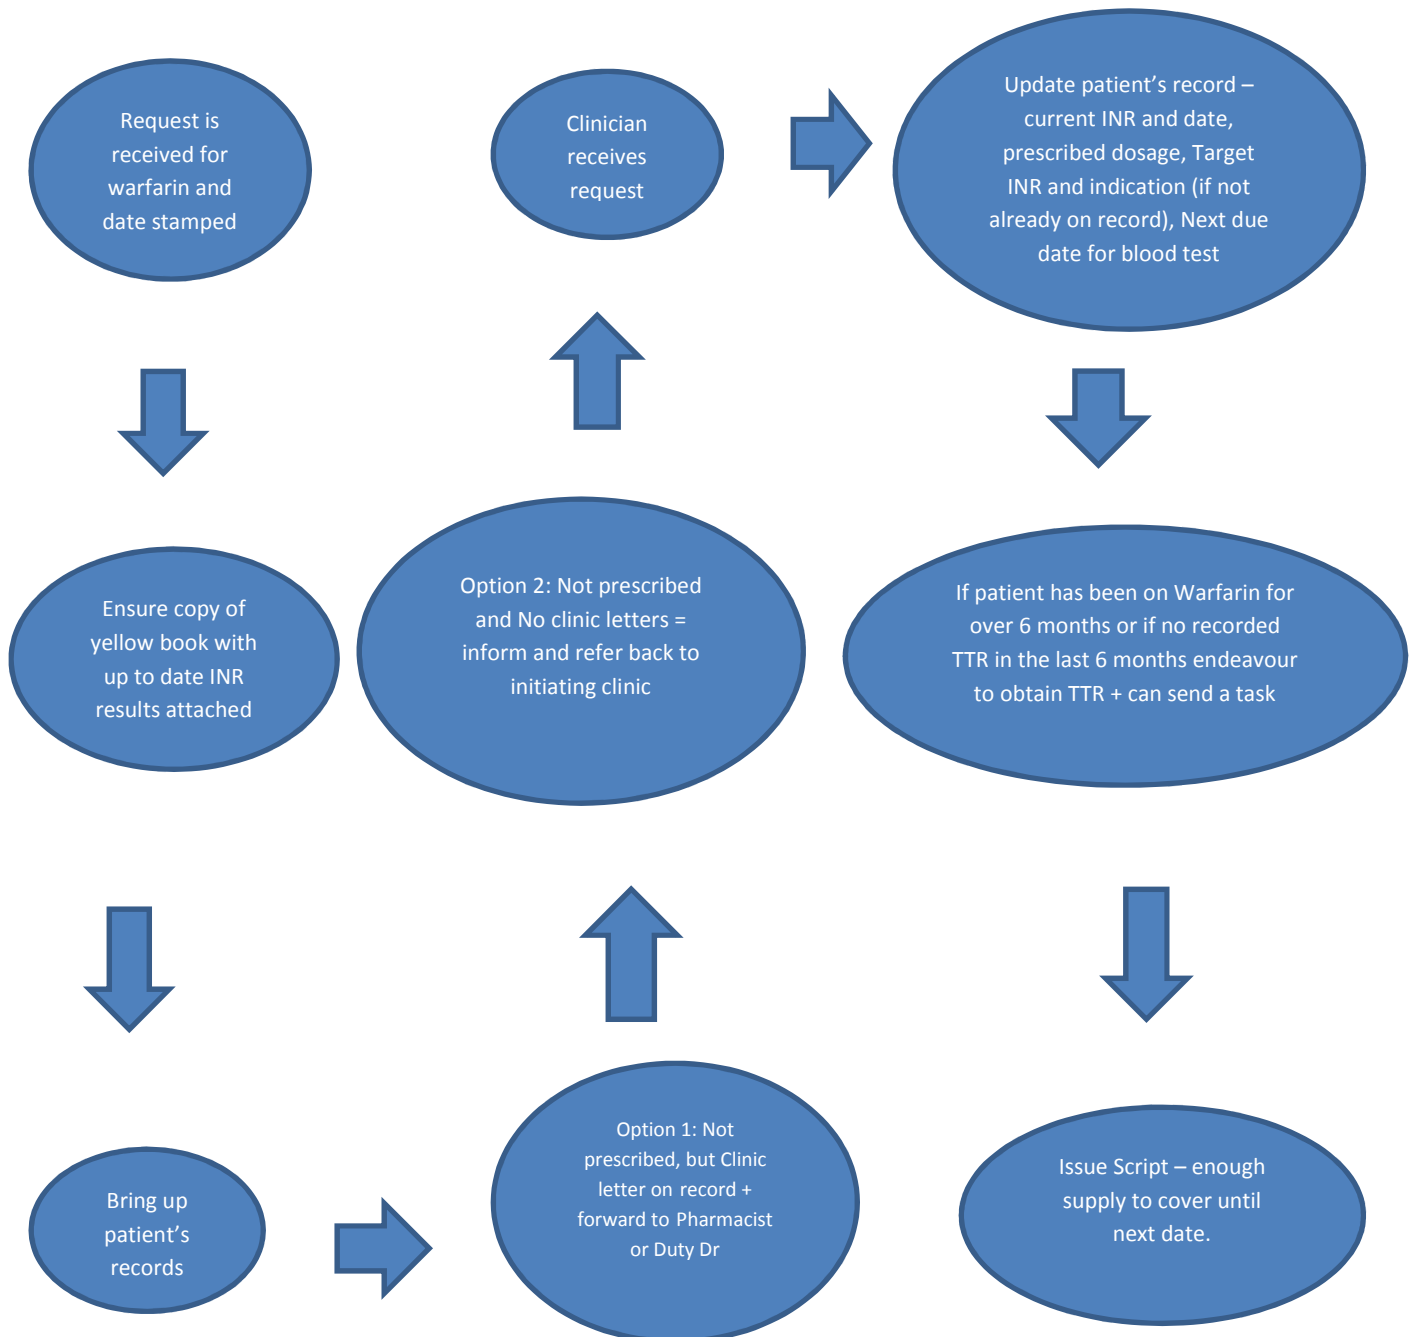 Request is
received for
warfarin and
date stamped
Ensure copy of
yellow book with
up to date INR
results attached
Bring up
patient’s
records
Option 1: Not
prescribed, but Clinic
letter on record +
forward to Pharmacist
or Duty Dr
Option 2: Not prescribed
and No clinic letters =
inform and refer back to
initiating clinic
Clinician
receives
request
Update patient’s record –
current INR and date,
prescribed dosage, Target
INR and indication (if not
already on record), Next due
date for blood test
If patient has been on Warfarin for
over 6 months or if no recorded
TTR in the last 6 months endeavour
to obtain TTR + can send a task
Issue Script – enough
supply to cover until
next date.